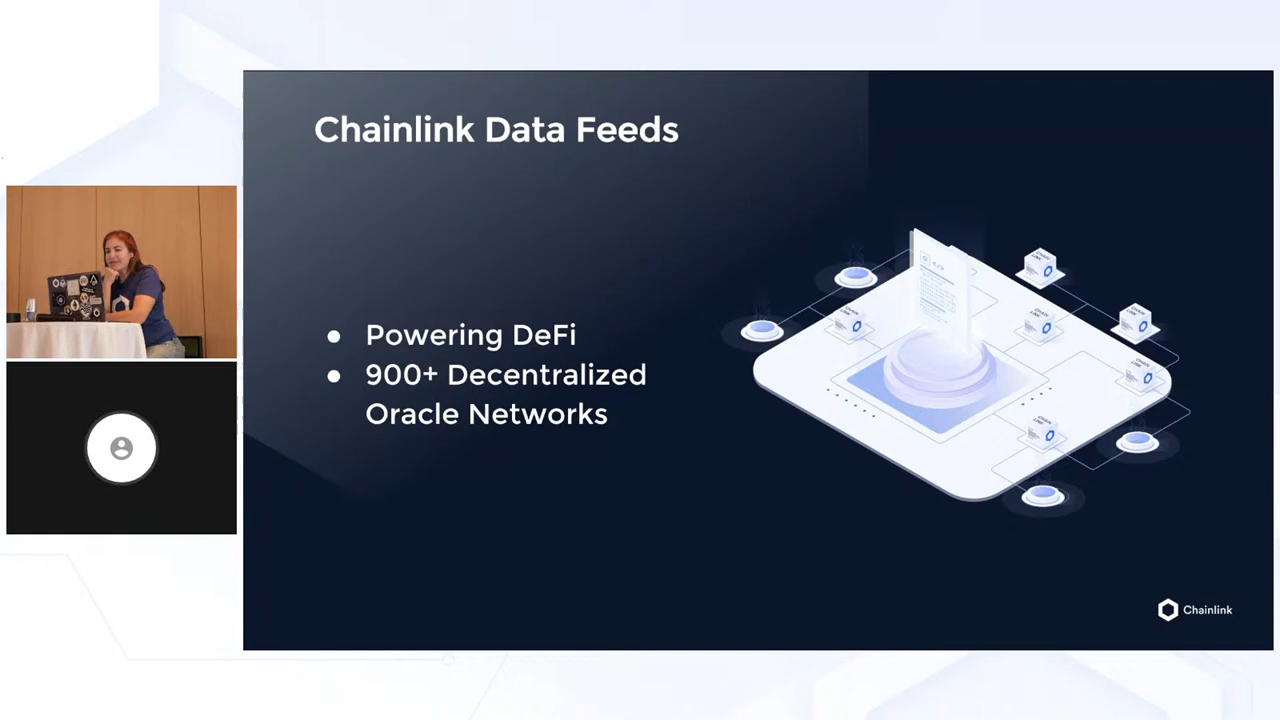 Chainlink Data Feeds
● Powering DeFi
● 900+ Decentralized
Oracle Networks
Chainlink